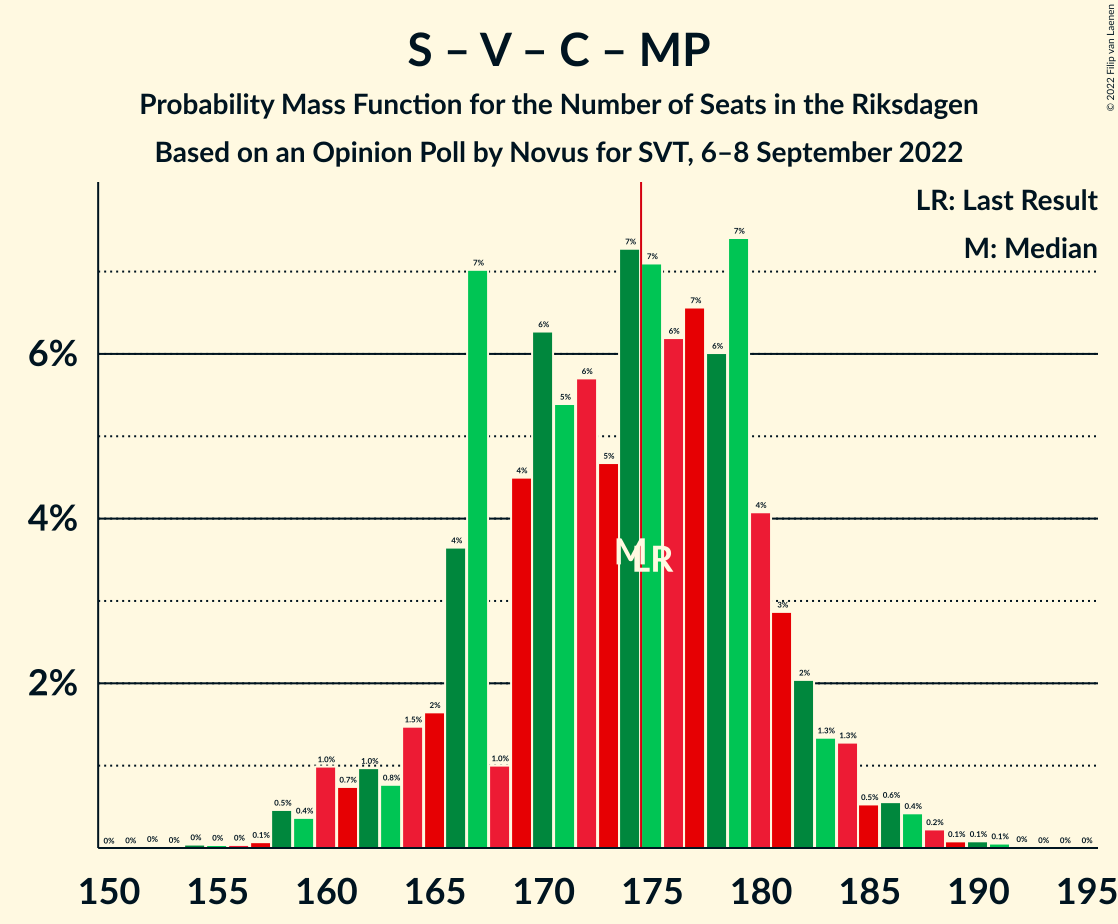 S – V – C – MP
Probability Mass Function for the Number of Seats in the Riksdagen
Based on an Opinion Poll by Novus for SVT, 6–8 September 2022
© 2022 Filip van Laenen
LR: Last Result
M: Median
6%
4%
2%
0% 0% 0% 0% 0% 0% 0% 0.1% 0.5% 0.4% 1.0% 0.7% 1.0% 0.8% 1.5% 2% 4% 7% 1.0% 4% 6% 5% 6% 5% 7% 7% 6% 7% 6% 7% 4% 3% 2% 1.3% 1.3% 0.5% 0.6% 0.4% 0.2% 0.1% 0.1% 0.1% 0% 0% 0% 0%
M LR
150 155 160 165 170 175 180 185 190 195